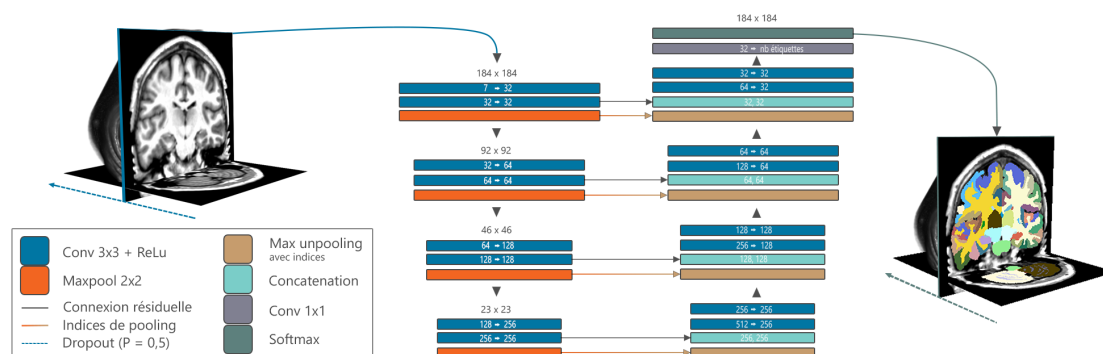 184 x 184
7 → 32
32 → 32
92 x 92
32 → 64
64 → 64
46 x 46
64 → 128
128 → 128
23 x 23
128 → 256
256 → 256
184 x 184
32 → nb étiquettes
32 → 32
64 → 32
32, 32
64 → 64
128 → 64
64, 64
128 → 128
256 → 128
128, 128
256 → 256
512 → 256
256, 256
Conv 3x3 + ReLu
Maxpool 2x2
Connexion résiduelle
Indices de pooling
Dropout (P = 0,5)
Max unpooling
avec indices
Concatenation
Conv 1x1
Softmax